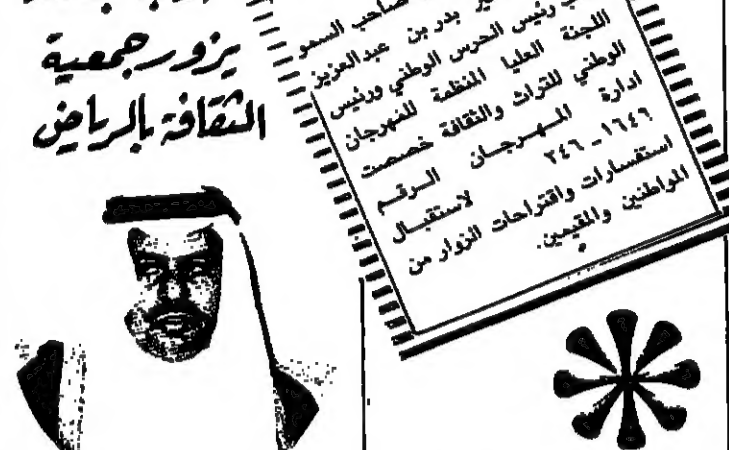 يزور جمعية
الثقافة بالرياض
صاحب السمو
بدر بن عبدالعزيز
رئيس الحرس الوطني ورئيس
اللجنة العليا المنظمة للمهرجان
الوطني للتراث والثقافة خصصت
ادارة المهرجان الرقم
١٦٤٦ - ٢٤٦ لاستقبال
استفسارات واقتراحات الزوار من
المواطنين والمقيمين.